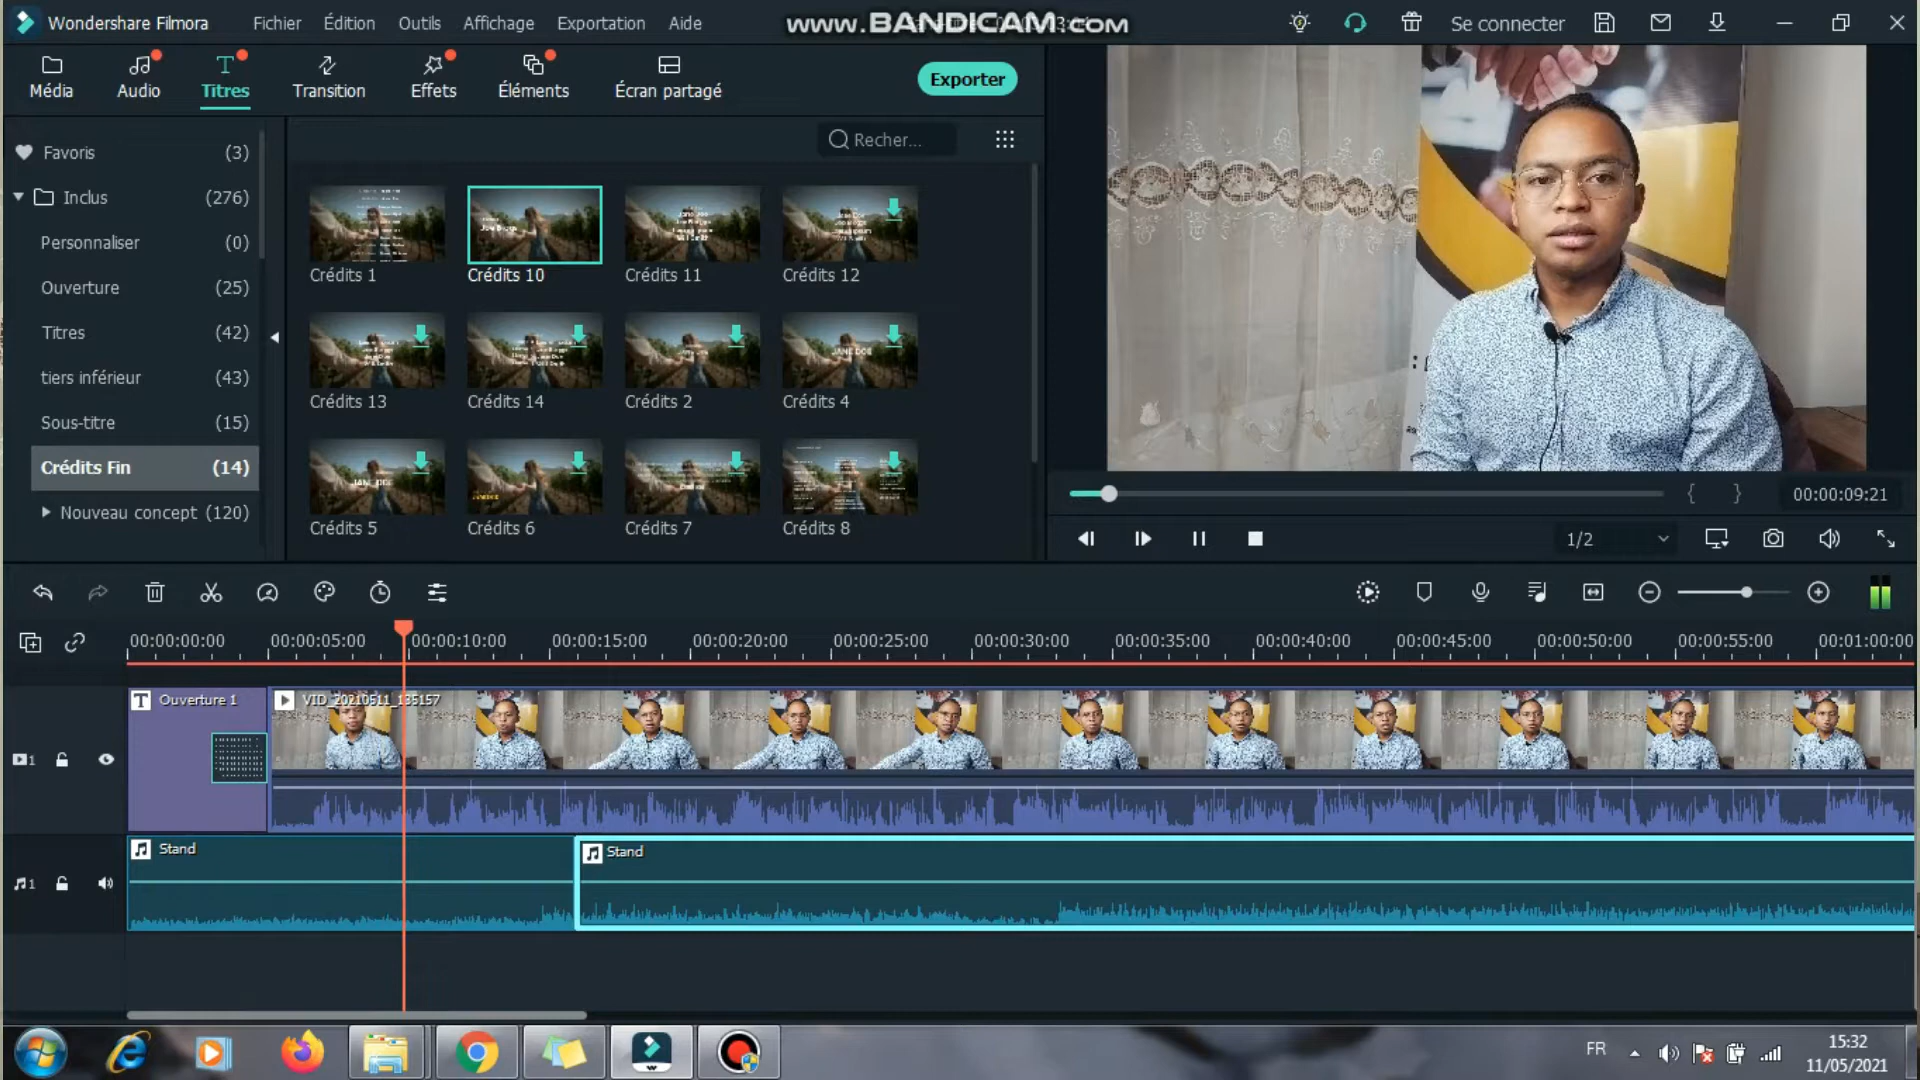 Wondershare Filmora
Fichier
Édition
Outils
Affichage
Exportation
Aide
www.BANDICAM.com
Se connecter
Média
Audio
Titres
Transition
Effets
Éléments
Écran partagé
Exporter
Favoris (3)
Inclus (276)
Personnaliser (0)
Ouverture (25)
Titres (42)
tiers inférieur (43)
Sous-titre (15)
Crédits Fin (14)
Nouveau concept (120)
Recher...
Crédits 1
Crédits 10
Crédits 11
Crédits 12
Crédits 13
Crédits 14
Crédits 2
Crédits 4
Crédits 5
Crédits 6
Crédits 7
Crédits 8
{ }
00:00:09:21
1/2
00:00:00:00
00:00:05:00
00:00:10:00
00:00:15:00
00:00:20:00
00:00:25:00
00:00:30:00
00:00:35:00
00:00:40:00
00:00:45:00
00:00:50:00
00:00:55:00
00:01:00:00
T Ouverture 1
VID_20210511_135157
1
Stand
Stand
1
FR
15:32
11/05/2021